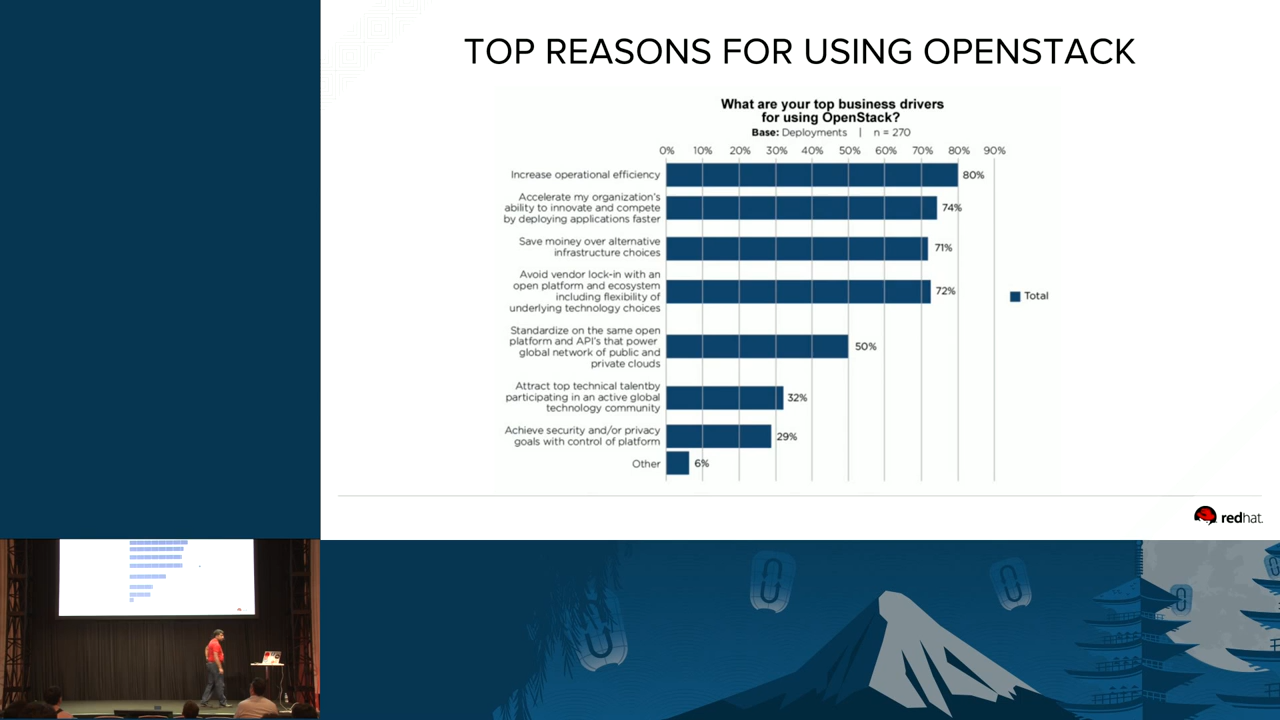 TOP REASONS FOR USING OPENSTACK
What are your top business drivers
for using OpenStack?
Base: Deployments | n = 270
0% 10% 20% 30% 40% 50% 60% 70% 80% 90%
Increase operational efficiency 80%
Accelerate my organization's
ability to innovate and compete 74%
by deploying applications faster
Save moiney over alternative 71%
infrastructure choices
Avoid vendor lock-in with an
open platform and ecosystem 72%
including flexibility of
underlying technology choices
Total
Standardize on the same open
platform and API's that power 50%
global network of public and
private clouds
Attract top technical talentby
participating in an active global 32%
technology community
Achieve security and/or privacy 29%
goals with control of platform
Other 6%
redhat.